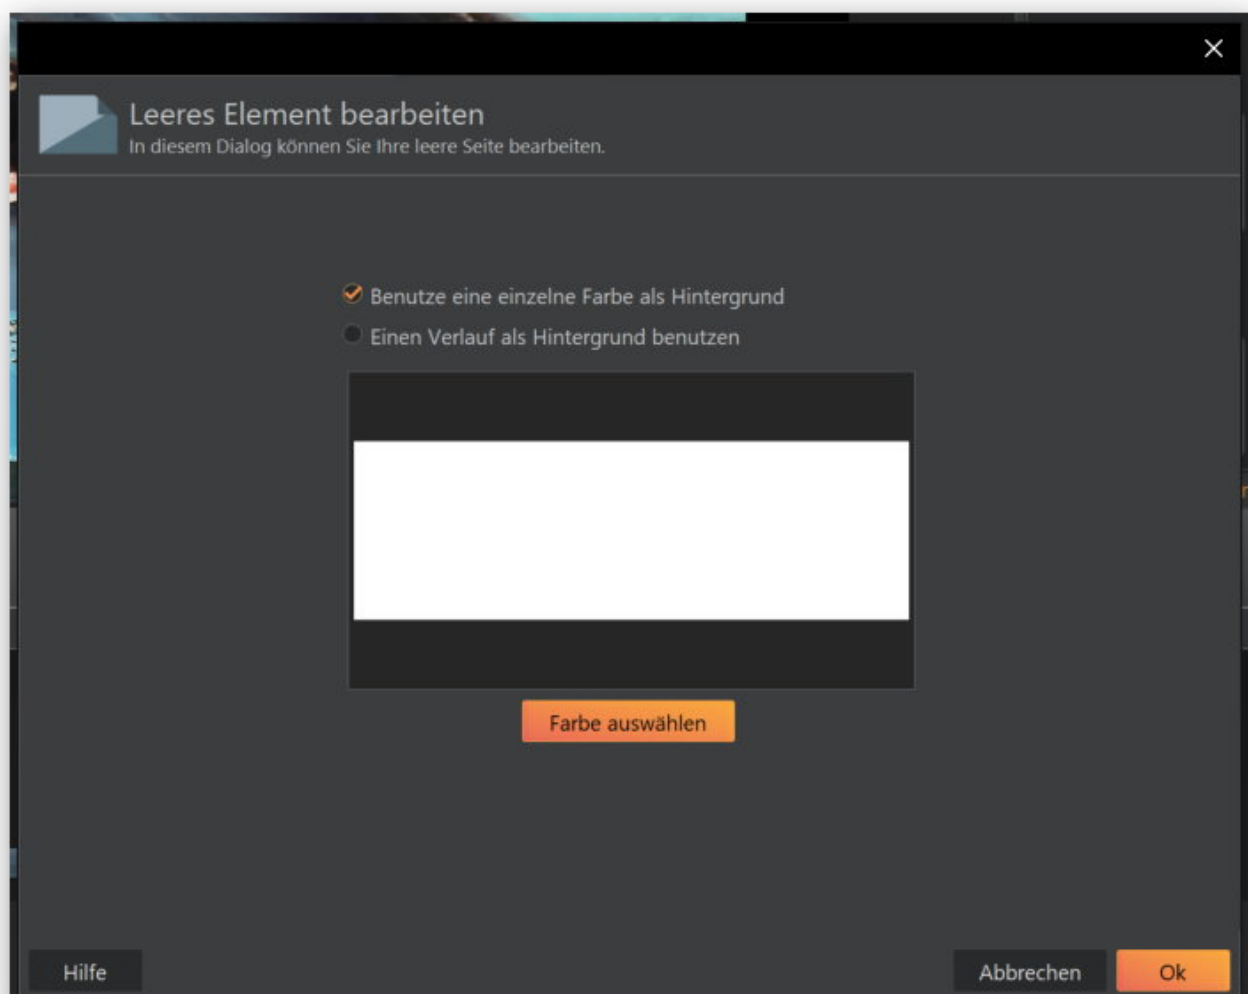 Leeres Element bearbeiten
In diesem Dialog können Sie Ihre leere Seite bearbeiten.
Benutze eine einzelne Farbe als Hintergrund
Einen Verlauf als Hintergrund benutzen
Farbe auswählen
Hilfe
Abbrechen
Ok